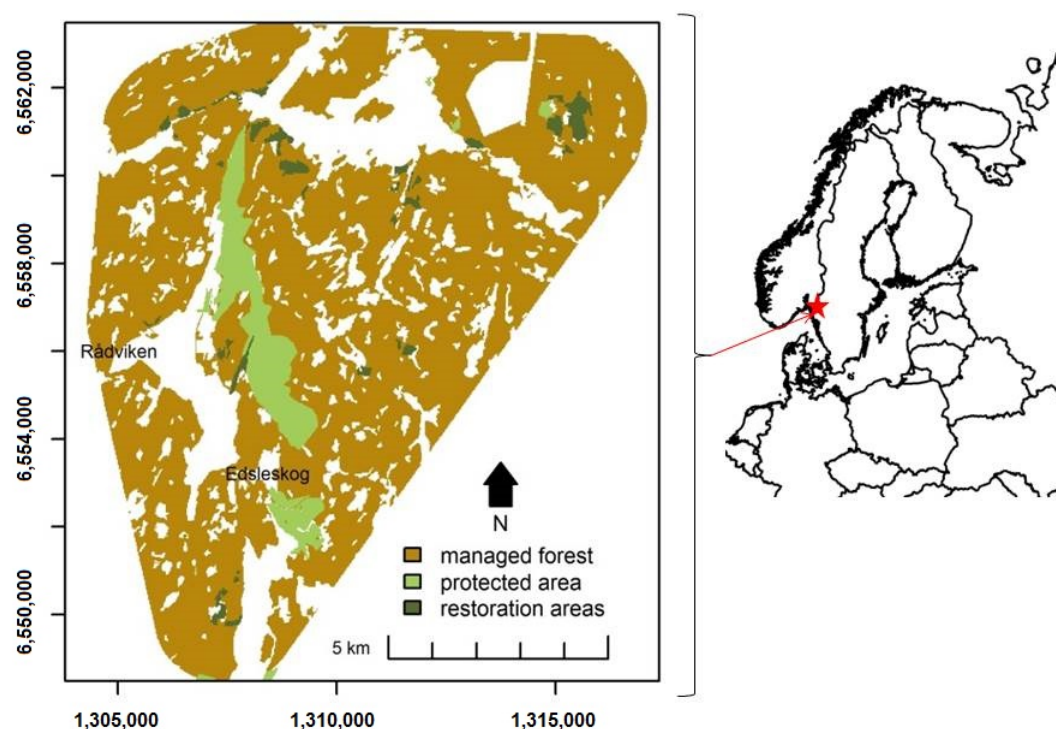 6,562,000
6,558,000
6,554,000
6,550,000
Rådviken
Edsleskog
N
managed forest
protected area
restoration areas
5 km
1,305,000
1,310,000
1,315,000